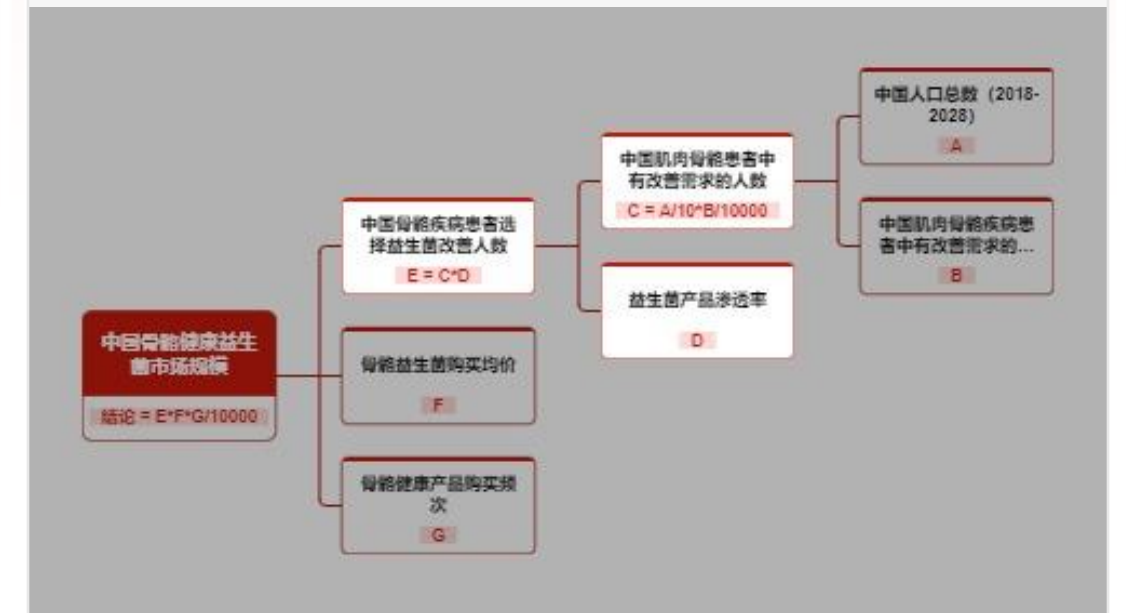 中国人口总数（2018-
2028）
A
中国肌肉骨骼患者中
有改善需求的人数
C = A/10*B/10000
中国骨骼疾病患者选
择益生菌改善人数
E = C*D
中国肌肉骨骼疾病患
者中有改善需求的...
B
益生菌产品渗透率
D
中国骨骼健康益生
菌市场规模
结论 = E*F*G/10000
骨骼益生菌购买均价
F
骨骼健康产品购买频
次
G